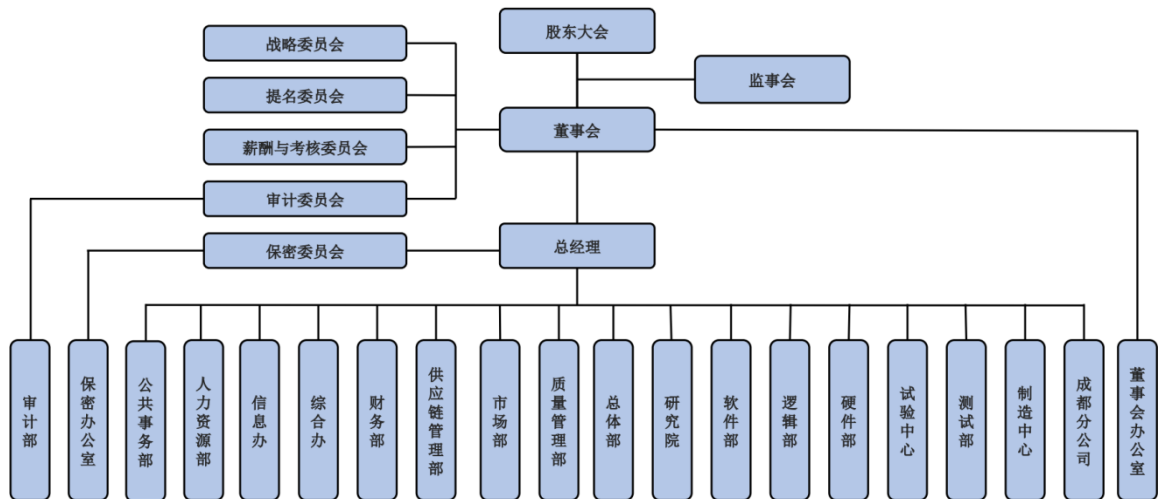 股东大会
战略委员会
监事会
提名委员会
董事会
薪酬与考核委员会
审计委员会
总经理
保密委员会
审计部
保密办公室
公共事务部
人力资源部
信息办
综合办
财务部
供应链管理部
市场部
质量管理部
总体部
研究院
软件部
逻辑部
硬件部
试验中心
测试部
制造中心
成都分公司
董事会办公室